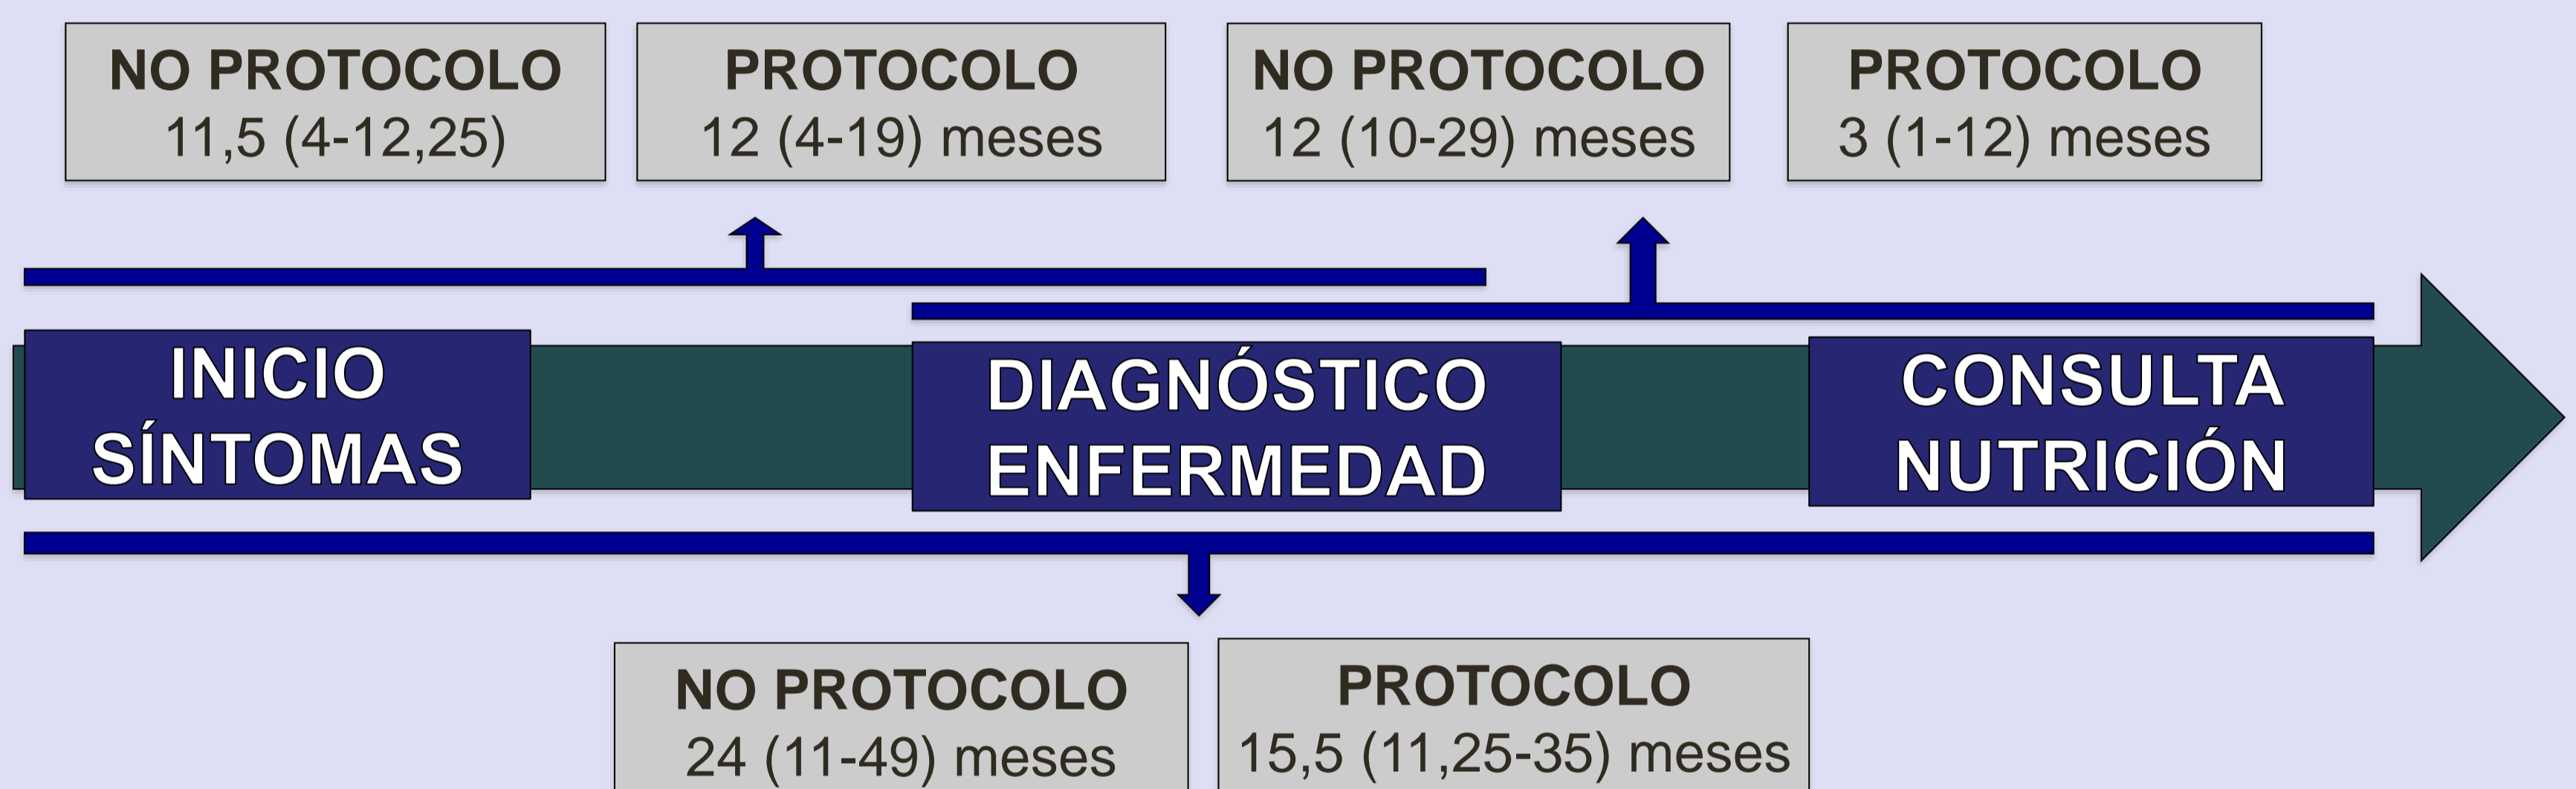 NO PROTOCOLO
11,5 (4-12,25)
PROTOCOLO
12 (4-19) meses
NO PROTOCOLO
12 (10-29) meses
PROTOCOLO
3 (1-12) meses
INICIO
SÍNTOMAS
DIAGNÓSTICO
ENFERMEDAD
CONSULTA
NUTRICIÓN
NO PROTOCOLO
24 (11-49) meses
PROTOCOLO
15,5 (11,25-35) meses